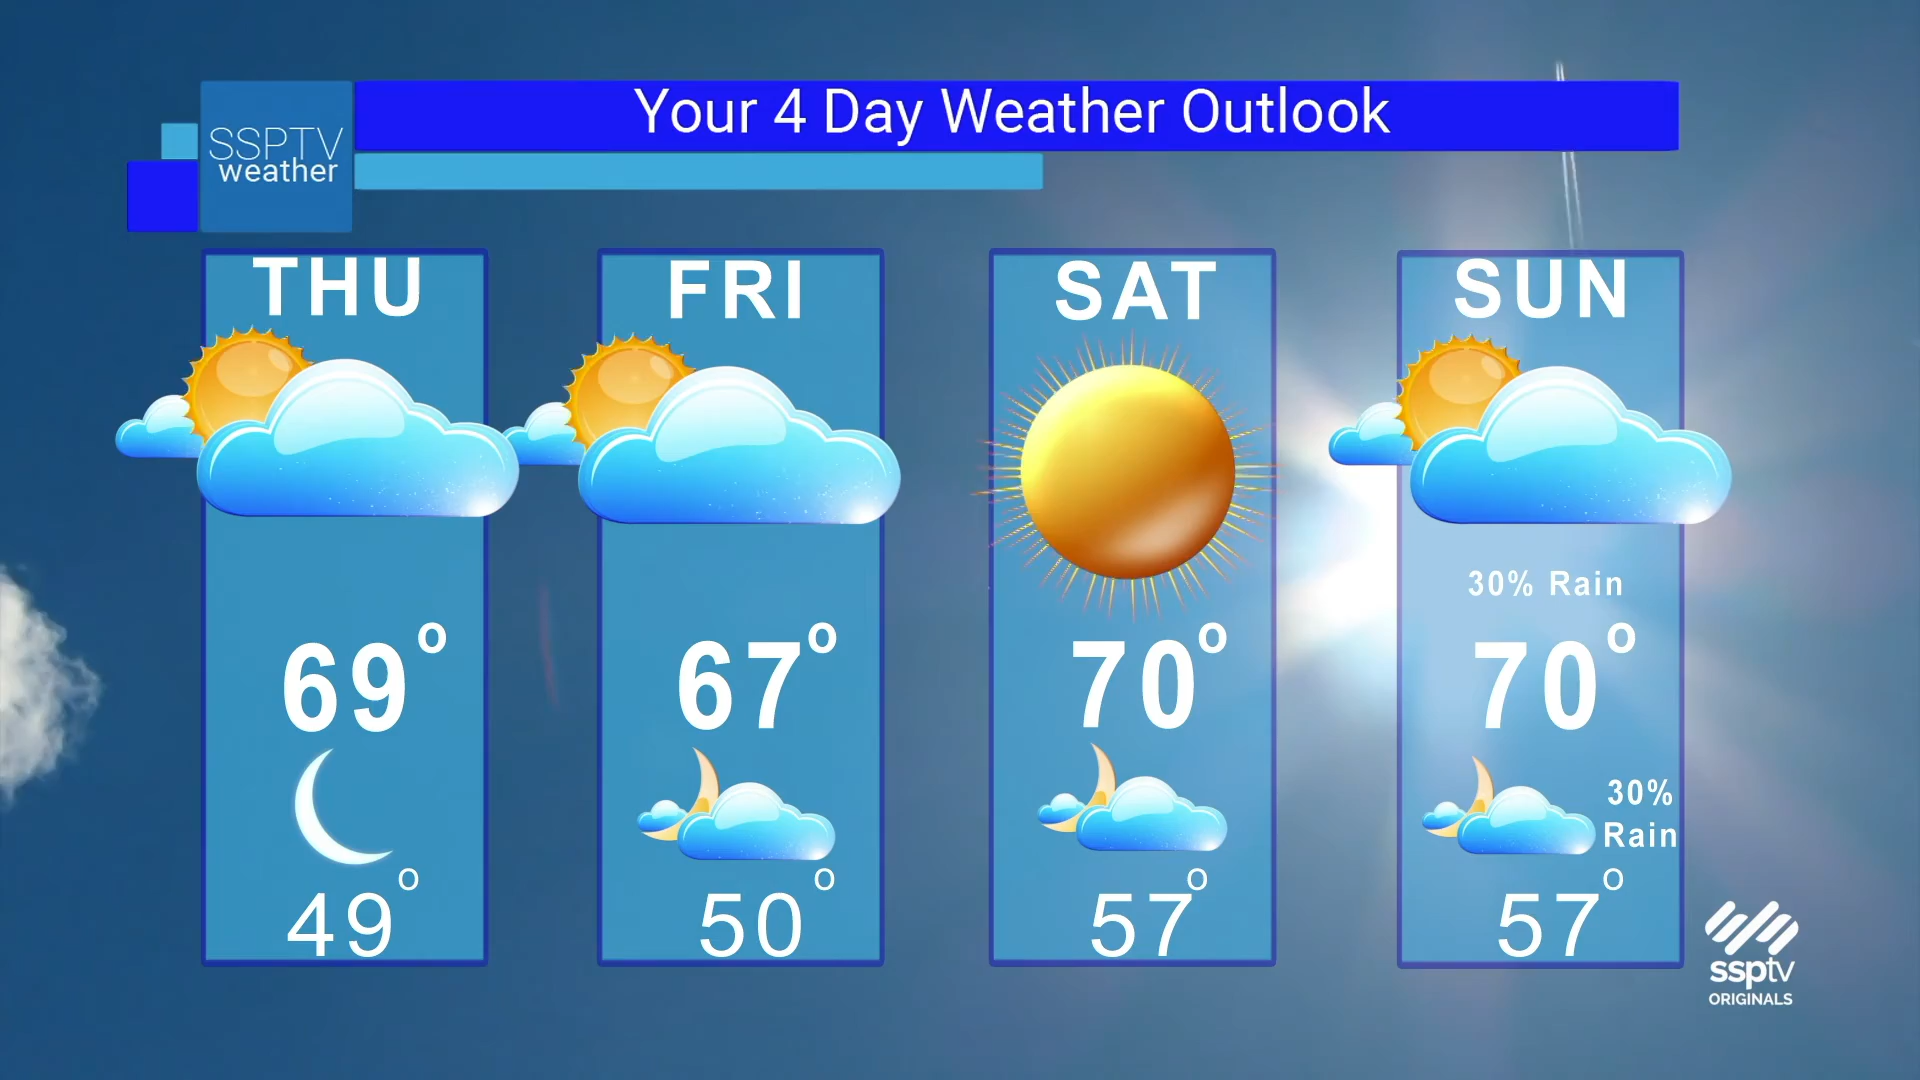 Your 4 Day Weather Outlook
SSPTV
weather
THU
69°
49°
FRI
67°
50°
SAT
70°
57°
SUN
30% Rain
70°
30%
Rain
57°
ssptv
ORIGINALS